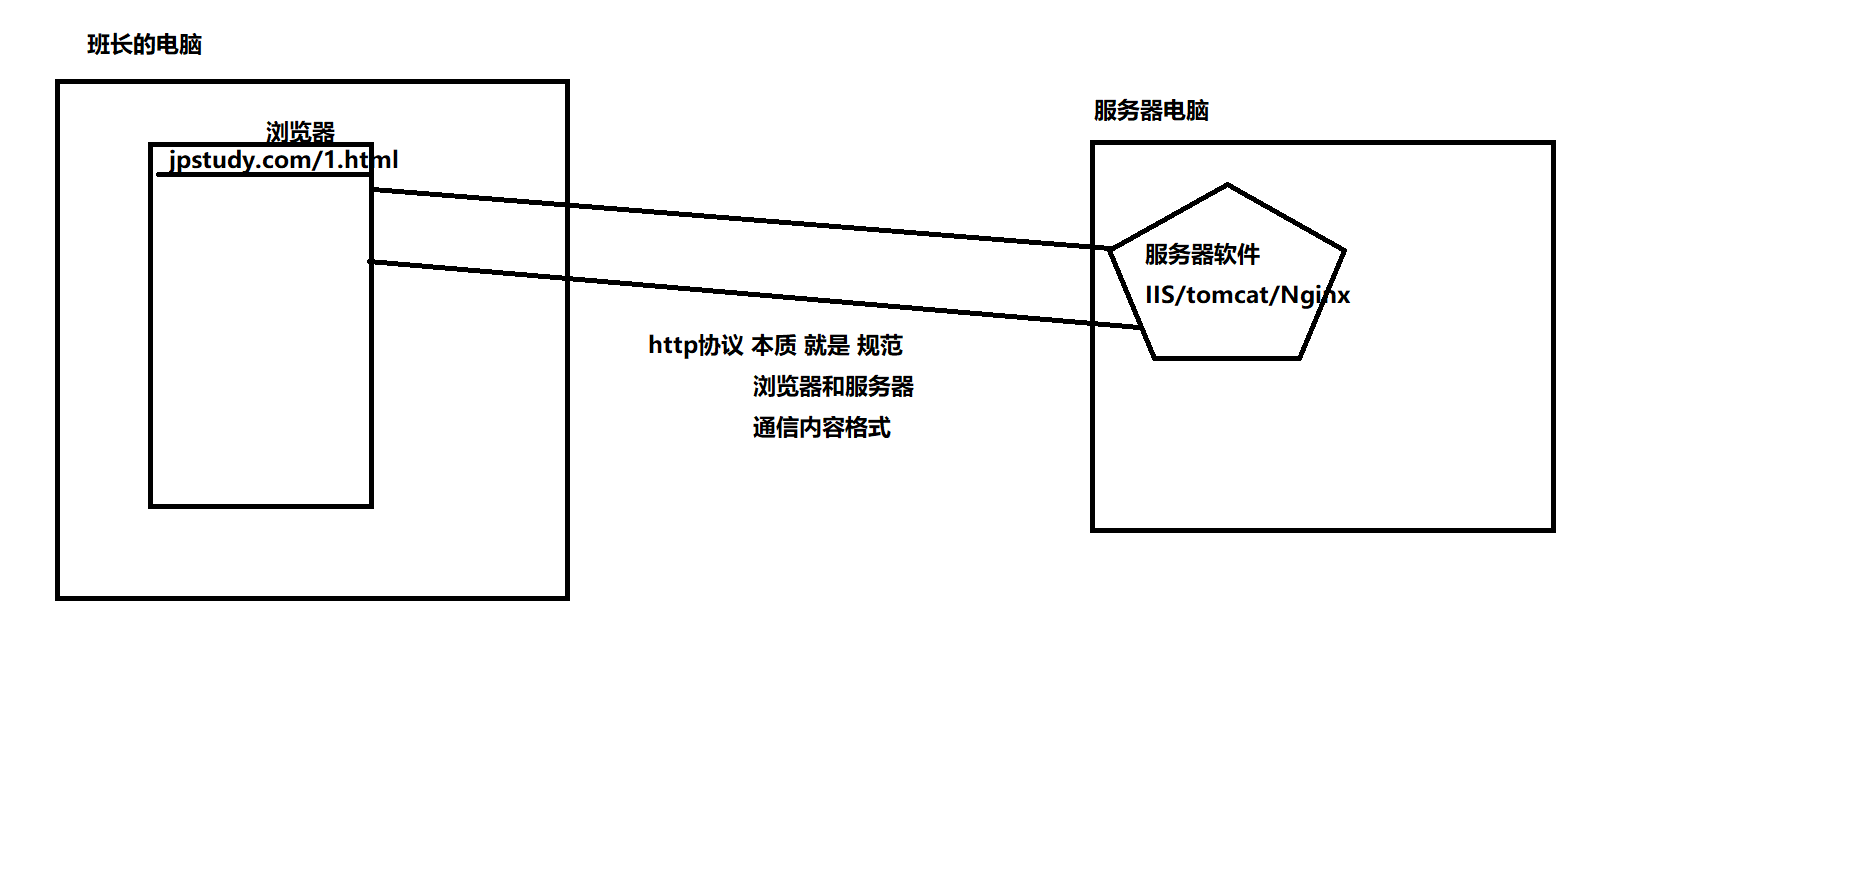 班长的电脑
浏览器
jpstudy.com/1.html
服务器电脑
服务器软件
IIS/tomcat/Nginx
http协议 本质 就是 规范
浏览器和服务器
通信内容格式